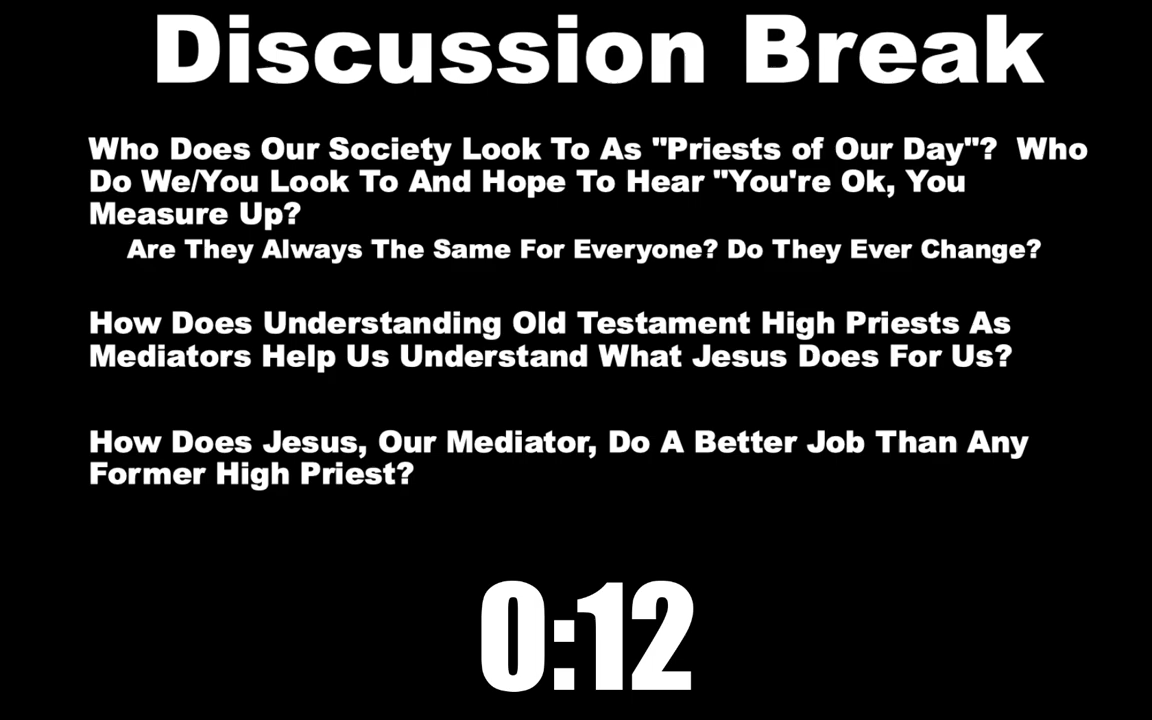 Discussion Break
Who Does Our Society Look To As "Priests of Our Day"?  Who
Do We/You Look To And Hope To Hear "You're Ok, You
Measure Up?
Are They Always The Same For Everyone? Do They Ever Change?
How Does Understanding Old Testament High Priests As
Mediators Help Us Understand What Jesus Does For Us?
How Does Jesus, Our Mediator, Do A Better Job Than Any
Former High Priest?
0:12